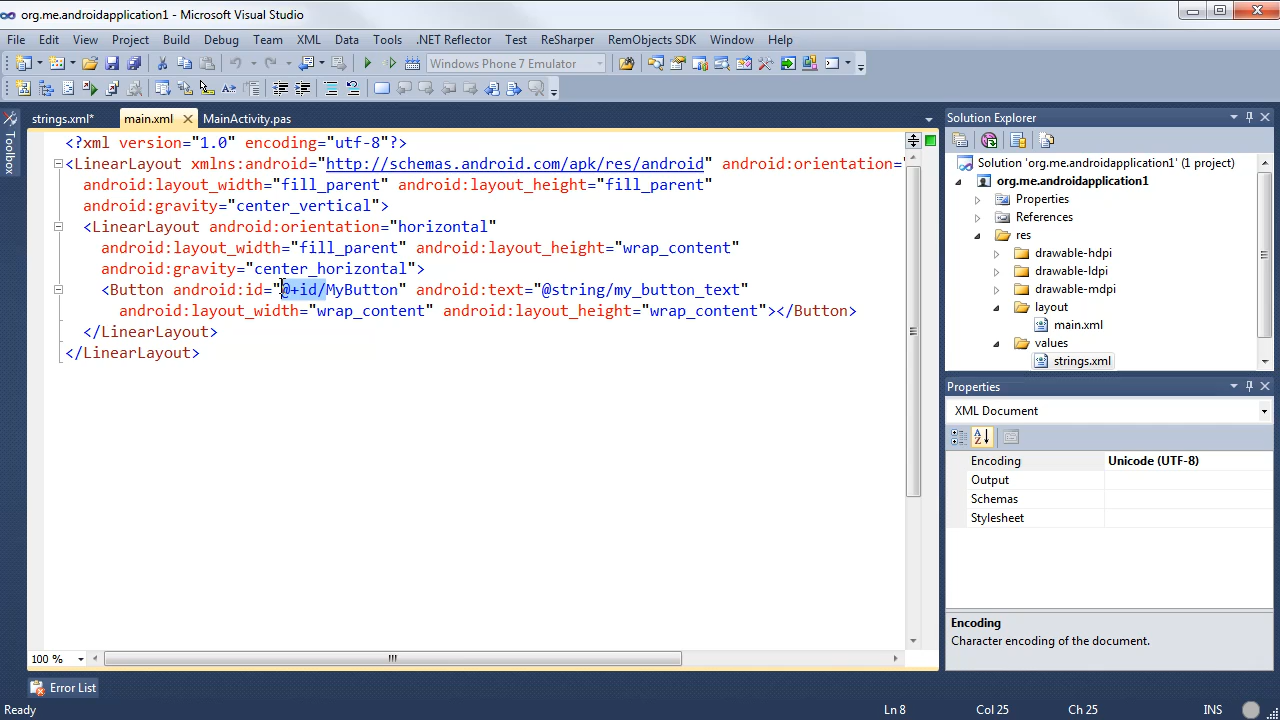 org.me.androidapplication1 - Microsoft Visual Studio
File Edit View Project Build Debug Team XML Data Tools .NET Reflector Test ReSharper RemObjects SDK Window Help
Windows Phone 7 Emulator
Toolbox
strings.xml* main.xml MainActivity.pas
<?xml version="1.0" encoding="utf-8"?>
<LinearLayout xmlns:android="http://schemas.android.com/apk/res/android" android:orientation="
android:layout_width="fill_parent" android:layout_height="fill_parent"
android:gravity="center_vertical">
<LinearLayout android:orientation="horizontal"
android:layout_width="fill_parent" android:layout_height="wrap_content"
android:gravity="center_horizontal">
<Button android:id="@+id/MyButton" android:text="@string/my_button_text"
android:layout_width="wrap_content" android:layout_height="wrap_content"></Button>
</LinearLayout>
</LinearLayout>
100 %
Solution Explorer
Solution 'org.me.androidapplication1' (1 project)
org.me.androidapplication1
Properties
References
res
drawable-hdpi
drawable-ldpi
drawable-mdpi
layout
main.xml
values
strings.xml
Properties
XML Document
Encoding Unicode (UTF-8)
Output
Schemas
Stylesheet
Encoding
Character encoding of the document.
Error List
Ready Ln 8 Col 25 Ch 25 INS